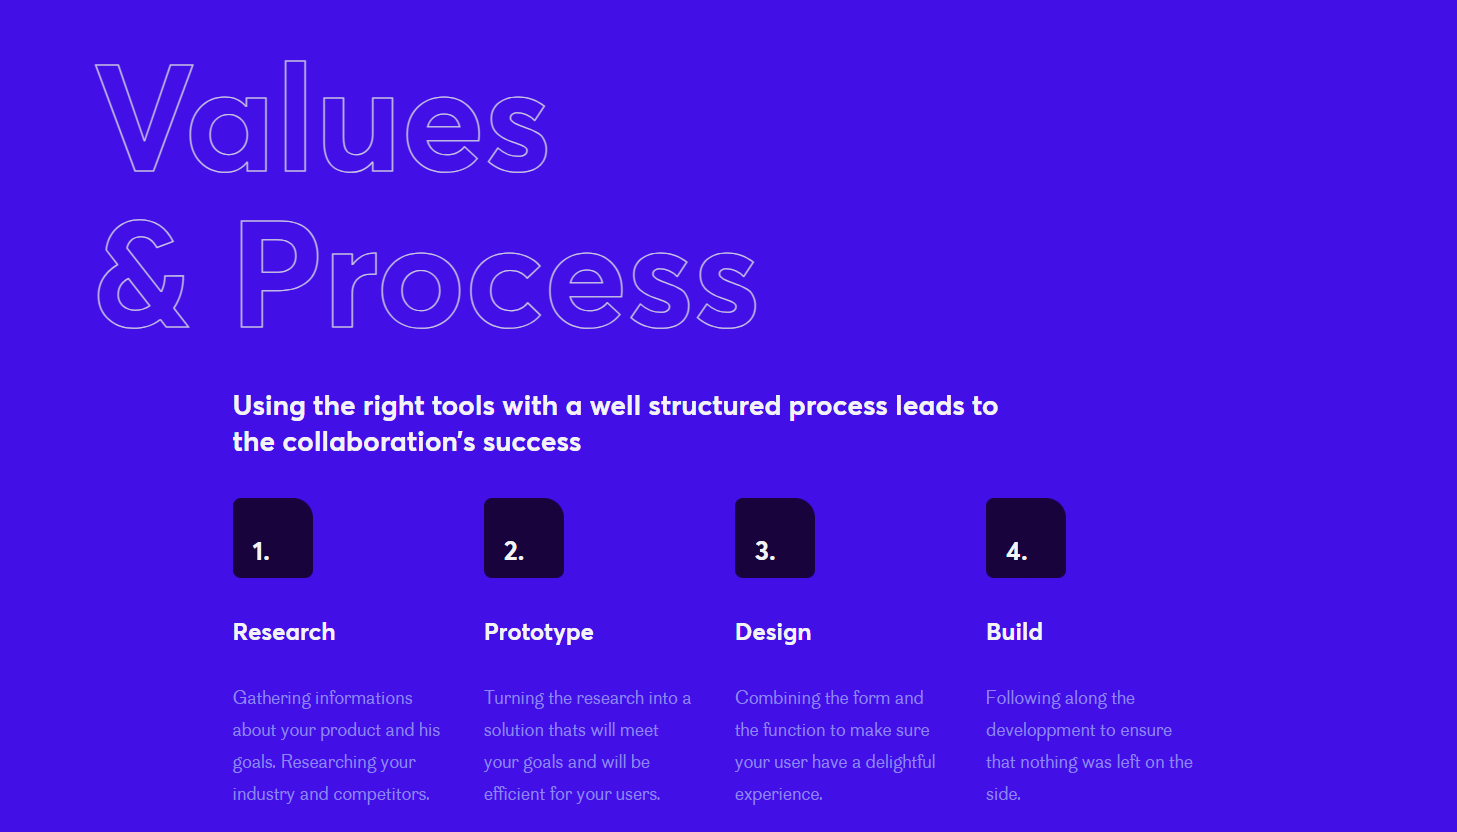 Values
& Process
Using the right tools with a well structured process leads to
the collaboration's success
1.
2.
3.
4.
Research
Prototype
Design
Build
Gathering informations
about your product and his
goals. Researching your
industry and competitors.
Turning the research into a
solution thats will meet
your goals and will be
efficient for your users.
Combining the form and
the function to make sure
your user have a delightful
experience.
Following along the
developpment to ensure
that nothing was left on the
side.